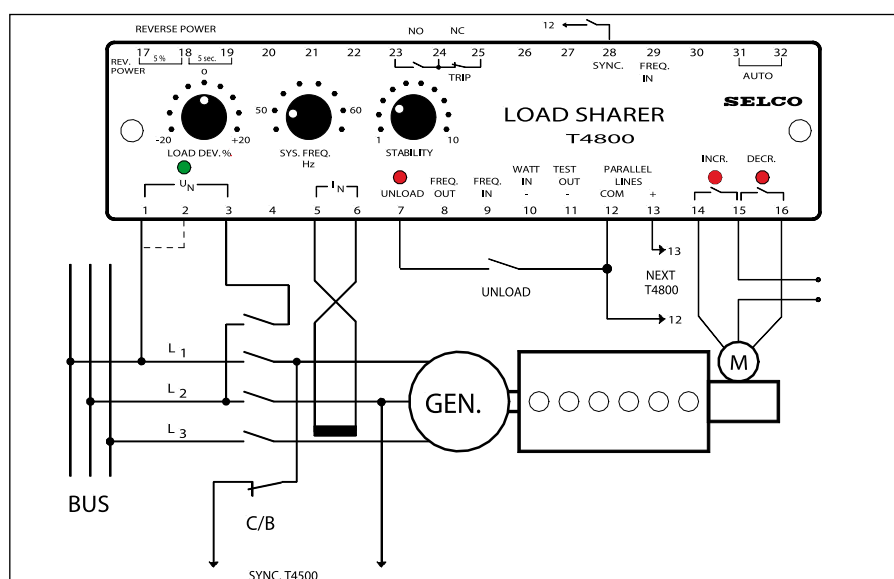 REVERSE POWER NO NC 12
17 18 19 20 21 22 23 24 25 26 27 28 29 30 31 32
REV. POWER 5 % 5 sec. TRIP SYNC. FREQ. IN AUTO
0
50 60
SELCO
LOAD SHARER
T4800
-20 +20 1 10
LOAD DEV. % SYS. FREQ. Hz STABILITY
UN IN UNLOAD FREQ. OUT FREQ. IN WATT IN - TEST OUT - PARALLEL LINES COM + INCR. DECR.
1 2 3 4 5 6 7 8 9 10 11 12 13 14 15 16
13
NEXT T4800
UNLOAD
12
L1
M
L2
GEN.
L3
BUS
C/B
SYNC. T4500